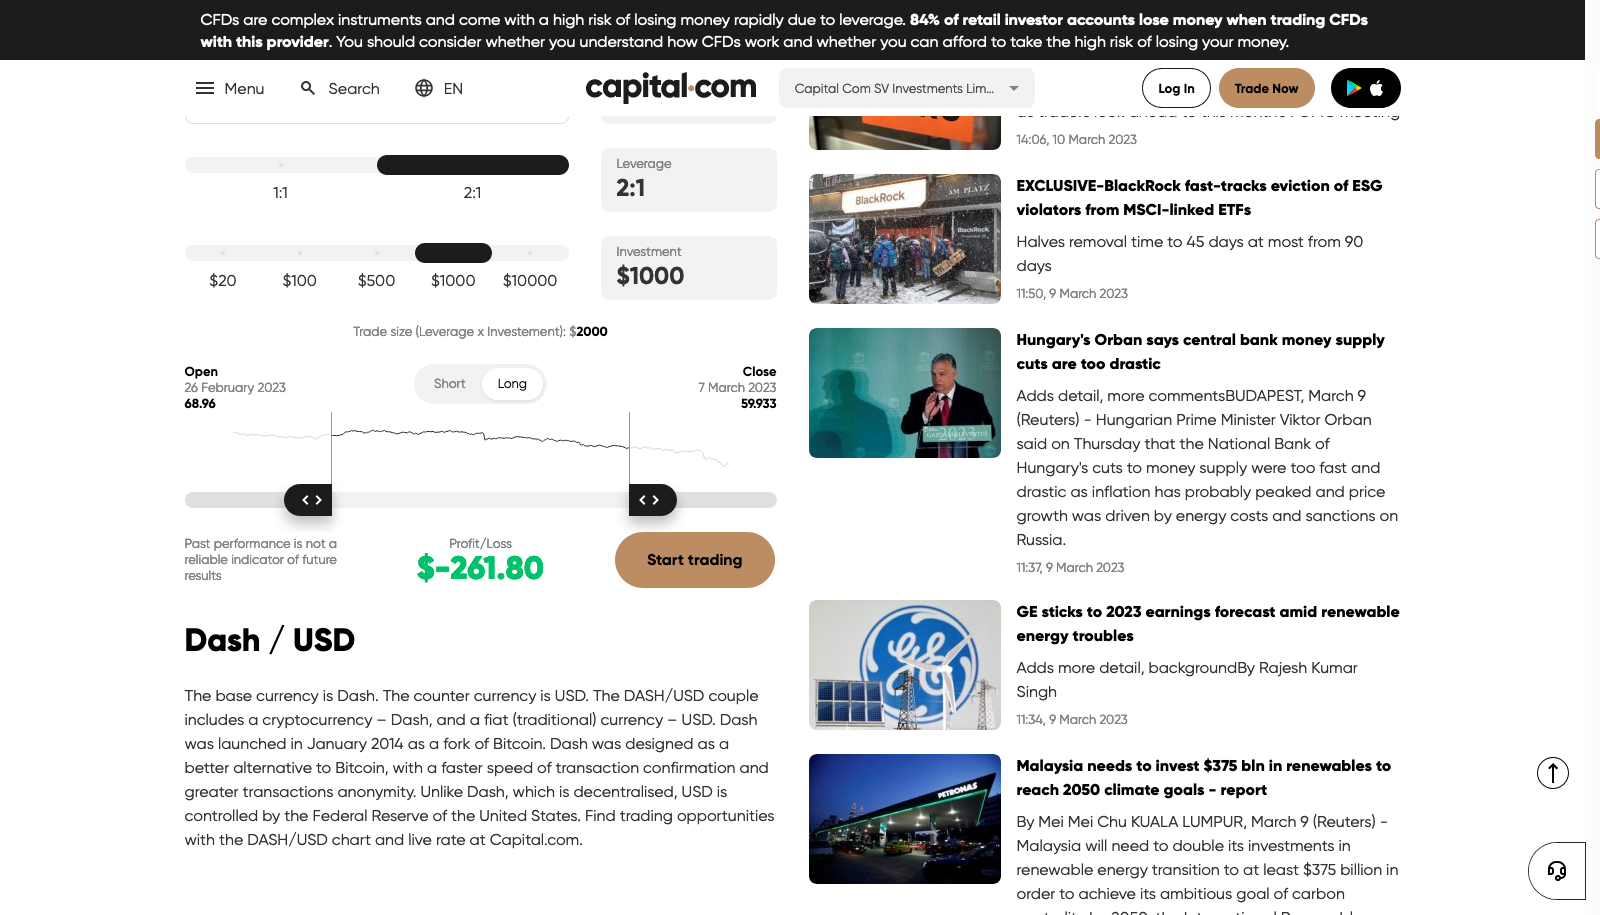 CFDs are complex instruments and come with a high risk of losing money rapidly due to leverage. 84% of retail investor accounts lose money when trading CFDs
with this provider. You should consider whether you understand how CFDs work and whether you can afford to take the high risk of losing your money.
Menu
Search
EN
capital.com
Capital Com SV Investments Lim...
Log In
Trade Now
1:1
2:1
Leverage
2:1
$20
$100
$500
$1000
$10000
Investment
$1000
Trade size (Leverage x Investement): $2000
Open
26 February 2023
68.96
Short
Long
Close
7 March 2023
59.933
Past performance is not a
reliable indicator of future
results
Profit/Loss
$-261.80
Start trading
Dash / USD
The base currency is Dash. The counter currency is USD. The DASH/USD couple
includes a cryptocurrency – Dash, and a fiat (traditional) currency – USD. Dash
was launched in January 2014 as a fork of Bitcoin. Dash was designed as a
better alternative to Bitcoin, with a faster speed of transaction confirmation and
greater transactions anonymity. Unlike Dash, which is decentralised, USD is
controlled by the Federal Reserve of the United States. Find trading opportunities
with the DASH/USD chart and live rate at Capital.com.
14:06, 10 March 2023
BlackRock
AM PLATZ
BlackRock
EXCLUSIVE-BlackRock fast-tracks eviction of ESG
violators from MSCI-linked ETFs
Halves removal time to 45 days at most from 90
days
11:50, 9 March 2023
Hungary's Orban says central bank money supply
cuts are too drastic
Adds detail, more commentsBUDAPEST, March 9
(Reuters) - Hungarian Prime Minister Viktor Orban
said on Thursday that the National Bank of
Hungary's cuts to money supply were too fast and
drastic as inflation has probably peaked and price
growth was driven by energy costs and sanctions on
Russia.
11:37, 9 March 2023
GE sticks to 2023 earnings forecast amid renewable
energy troubles
Adds more detail, backgroundBy Rajesh Kumar
Singh
11:34, 9 March 2023
PETRONAS
Malaysia needs to invest $375 bln in renewables to
reach 2050 climate goals - report
By Mei Mei Chu KUALA LUMPUR, March 9 (Reuters) -
Malaysia will need to double its investments in
renewable energy transition to at least $375 billion in
order to achieve its ambitious goal of carbon